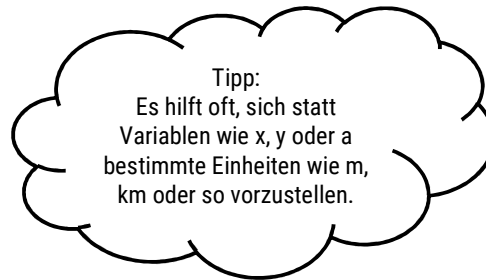 Tipp:
Es hilft oft, sich statt
Variablen wie x, y oder a
bestimmte Einheiten wie m,
km oder so vorzustellen.